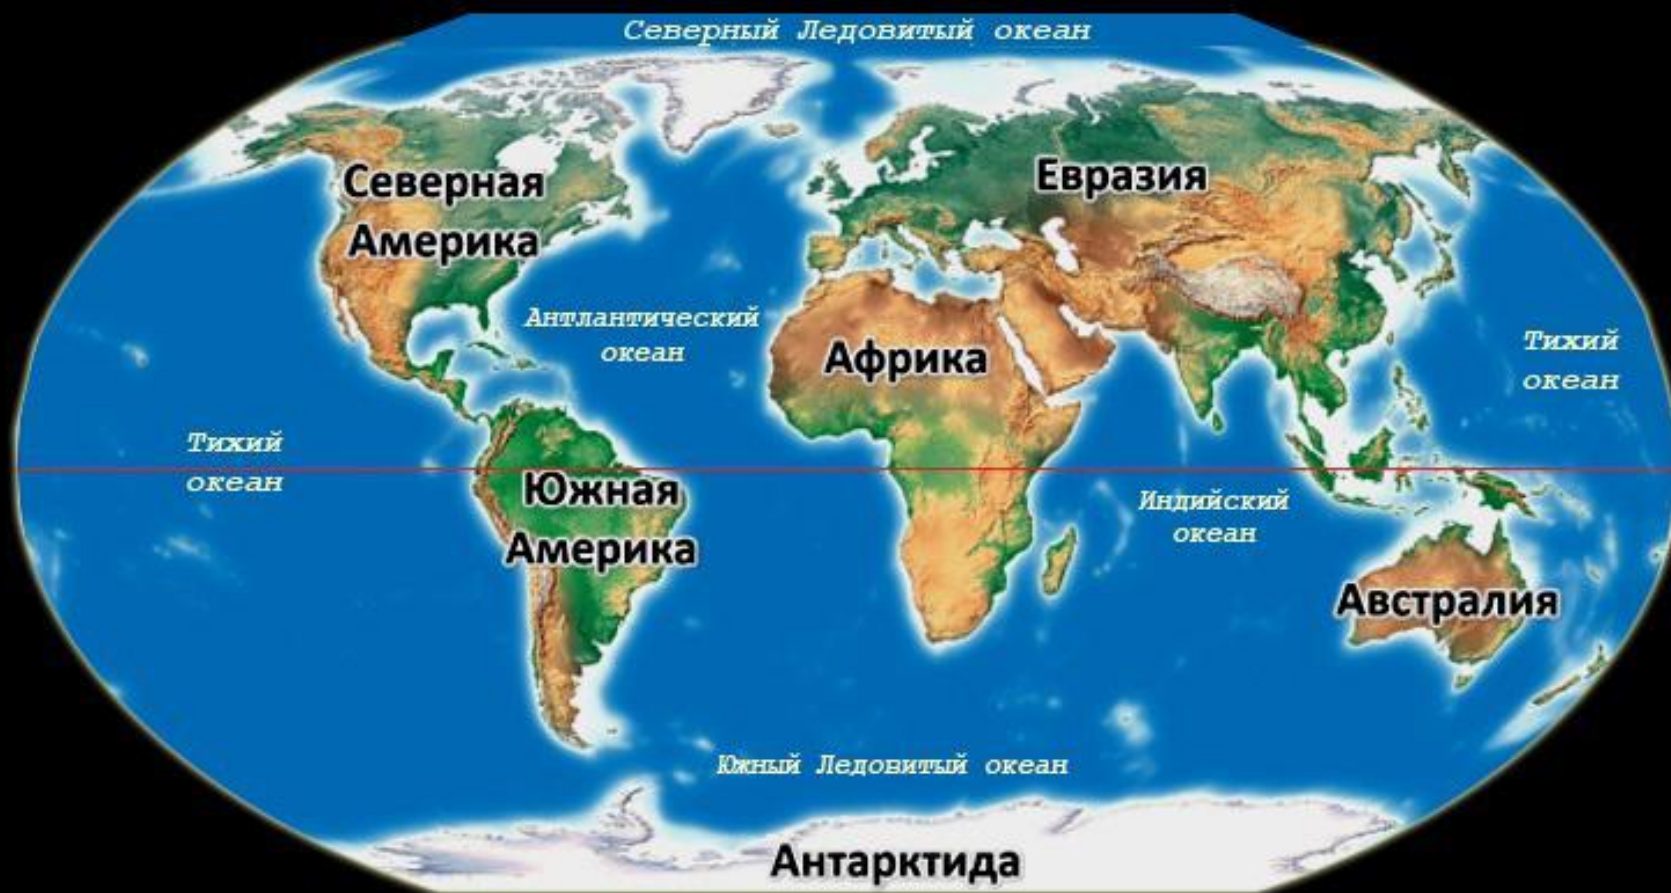 Северный Ледовитый океан
Северная
Америка
Евразия
Антлантический
океан
Африка
Тихий
океан
Тихий
океан
Южная
Америка
Индийский
океан
Австралия
Южный Ледовитый океан
Антарктида